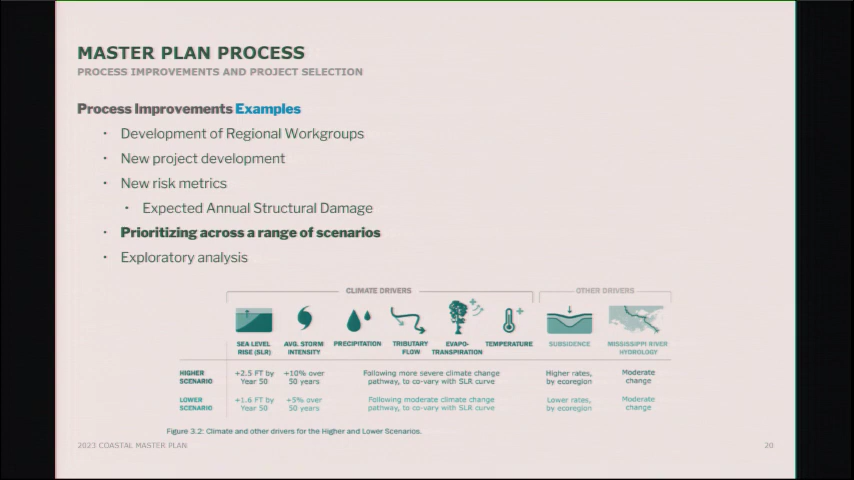 MASTER PLAN PROCESS
PROCESS IMPROVEMENTS AND PROJECT SELECTION
Process Improvements Examples
• Development of Regional Workgroups
• New project development
• New risk metrics
• Expected Annual Structural Damage
• Prioritizing across a range of scenarios
• Exploratory analysis
CLIMATE DRIVERS OTHER DRIVERS
SEA LEVEL AVG. STORM PRECIPITATION TRIBUTARY EVAPO- TEMPERATURE SUBSIDENCE MISSISSIPPI RIVER
RISE (SLR) INTENSITY FLOW TRANSPIRATION HYDROLOGY
HIGHER +2.5 FT by +10% over Following more severe climate change Higher rates, Moderate
SCENARIO Year 50 50 years pathway, to co-vary with SLR curve by ecoregion change
LOWER +1.6 FT by +5% over Following moderate climate change Lower rates, Moderate
SCENARIO Year 50 50 years pathway, to co-vary with SLR curve by ecoregion change
Figure 3.2: Climate and other drivers for the Higher and Lower Scenarios.
2023 COASTAL MASTER PLAN 20